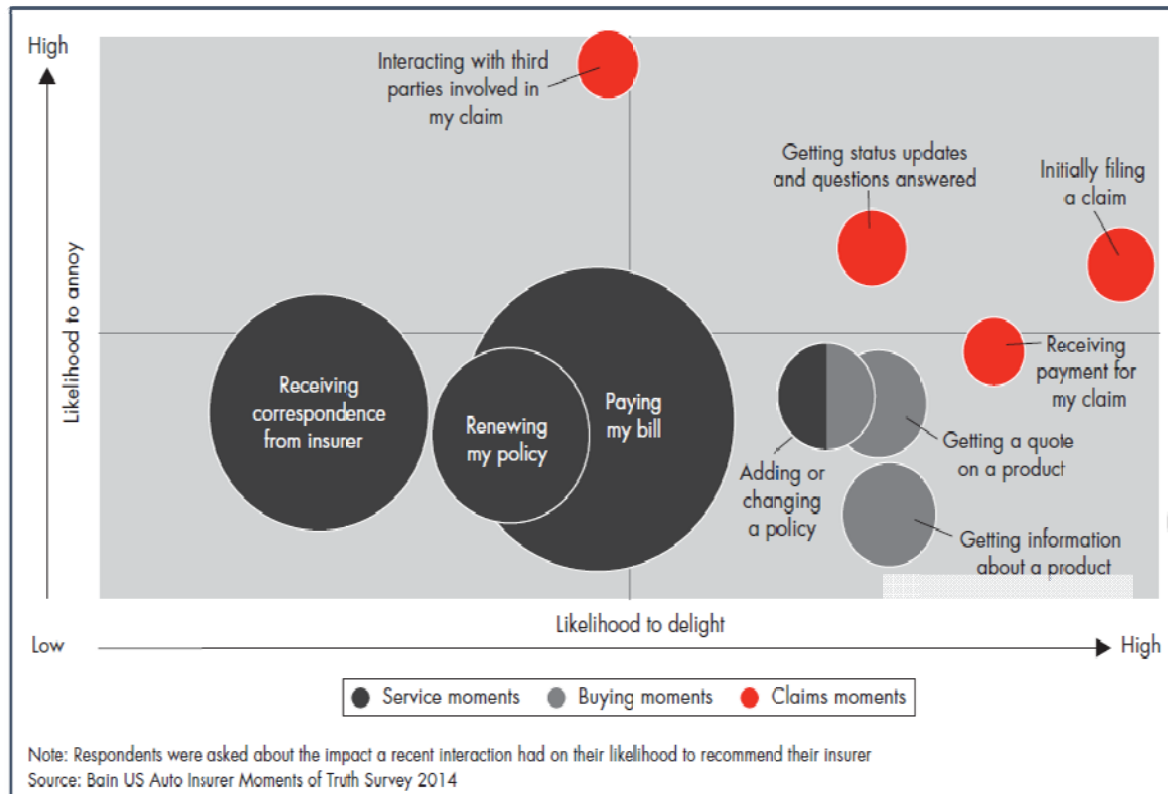 High
Interacting with third
parties involved in
my claim
Getting status updates
and questions answered
Initially filing
a claim
Likelihood to annoy
Receiving
correspondence
from insurer
Renewing
my policy
Paying
my bill
Receiving
payment for
my claim
Adding or
changing
a policy
Getting a quote
on a product
Getting information
about a product
Low
Likelihood to delight
High
Service moments
Buying moments
Claims moments
Note: Respondents were asked about the impact a recent interaction had on their likelihood to recommend their insurer
Source: Bain US Auto Insurer Moments of Truth Survey 2014